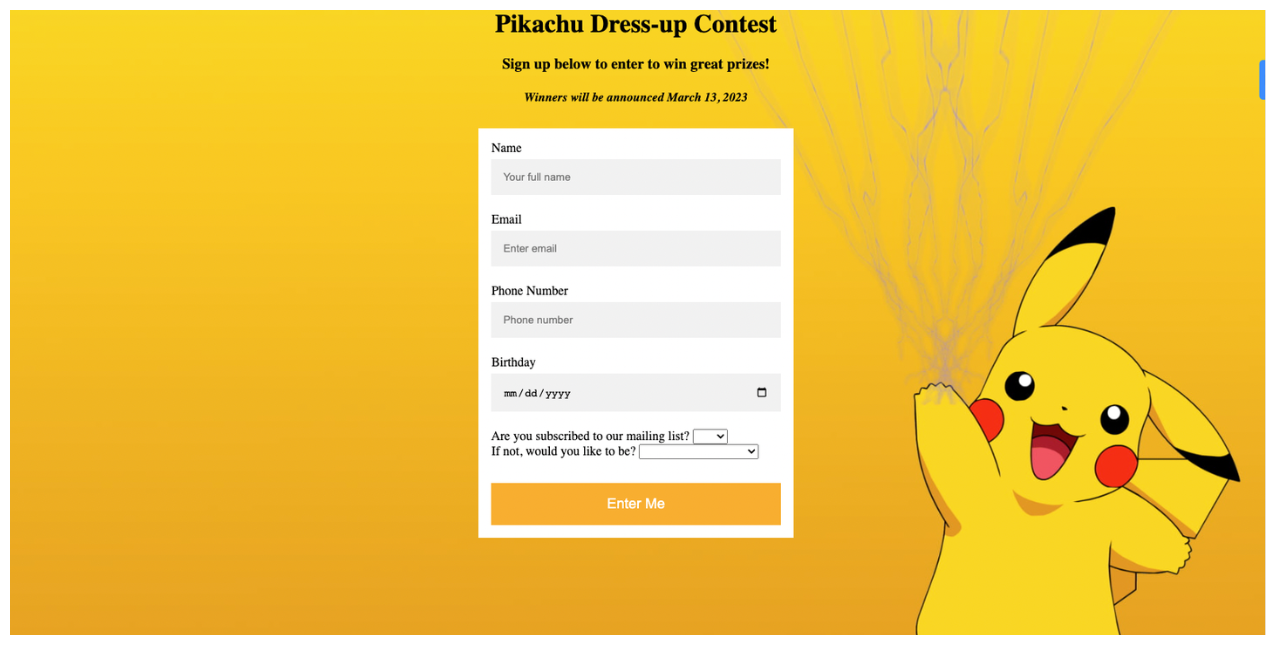 Pikachu Dress-up Contest
Sign up below to enter to win great prizes!
Winners will be announced March 13, 2023
Name
Your full name
Email
Enter email
Phone Number
Phone number
Birthday
mm/dd/yyyy
Are you subscribed to our mailing list?
If not, would you like to be?
Enter Me